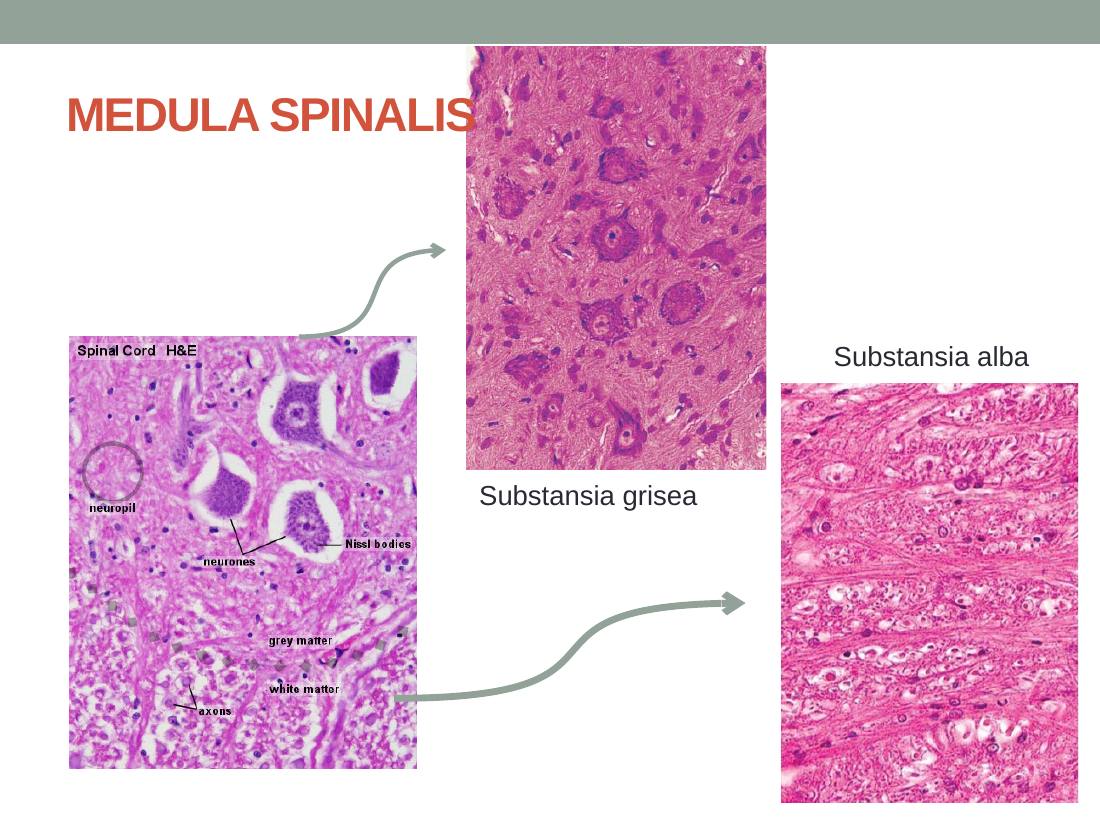 MEDULA SPINALIS
Spinal Cord H&E
neuropil
neurones
Nissl bodies
grey matter
white matter
axons
Substansia grisea
Substansia alba